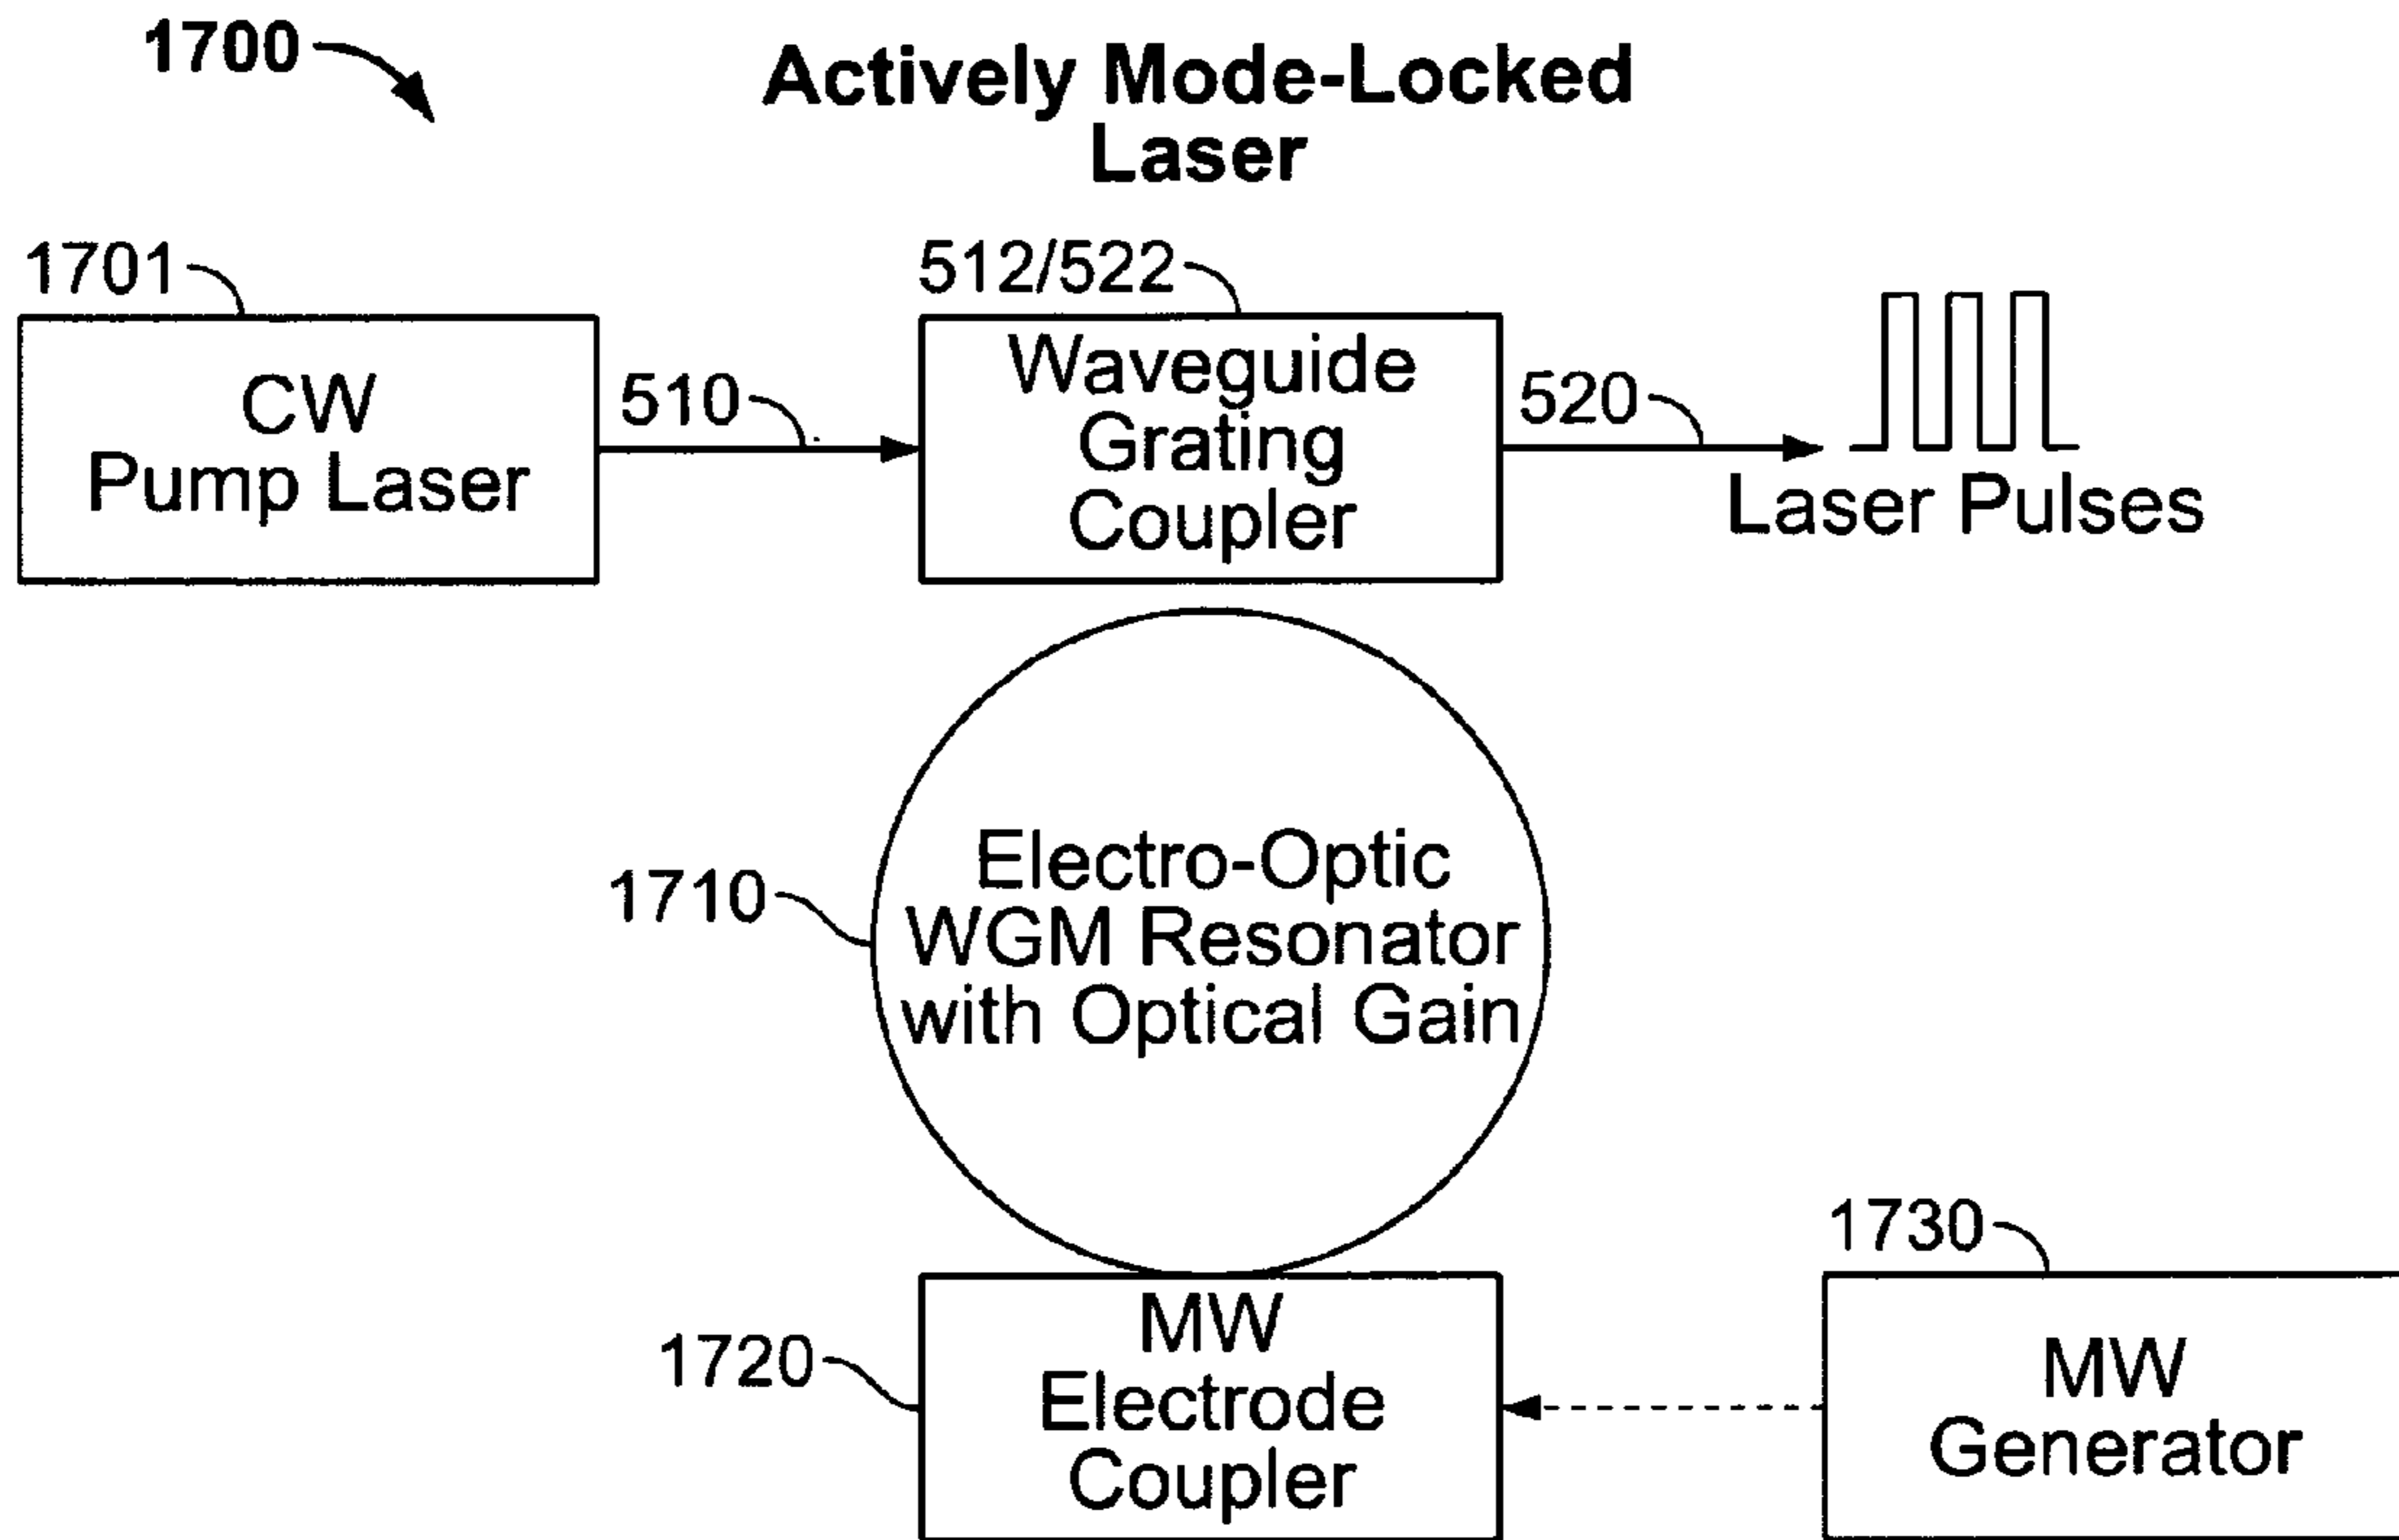 1700
Actively Mode-Locked
Laser
1701
512/522
CW
Pump Laser
510
Waveguide
Grating
Coupler
520
Laser Pulses
1710
Electro-Optic
WGM Resonator
with Optical Gain
1730
1720
MW
Electrode
Coupler
MW
Generator